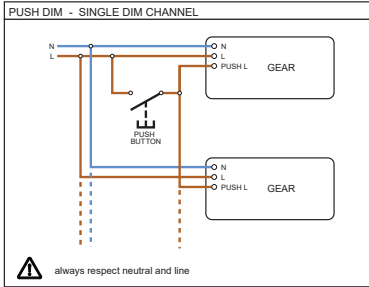 PUSH DIM - SINGLE DIM CHANNEL
N
L
N
L
PUSH L
GEAR
PUSH
BUTTON
N
L
PUSH L
GEAR
always respect neutral and line